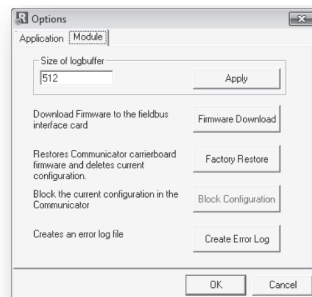 Options
Application Module
Size of logbuffer
512
Apply
Download Firmware to the fieldbus
interface card
Firmware Download
Restores Communicator carrierboard
firmware and deletes current
configuration.
Factory Restore
Block the current configuration in the
Communicator
Block Configuration
Creates an error log file
Create Error Log
OK Cancel